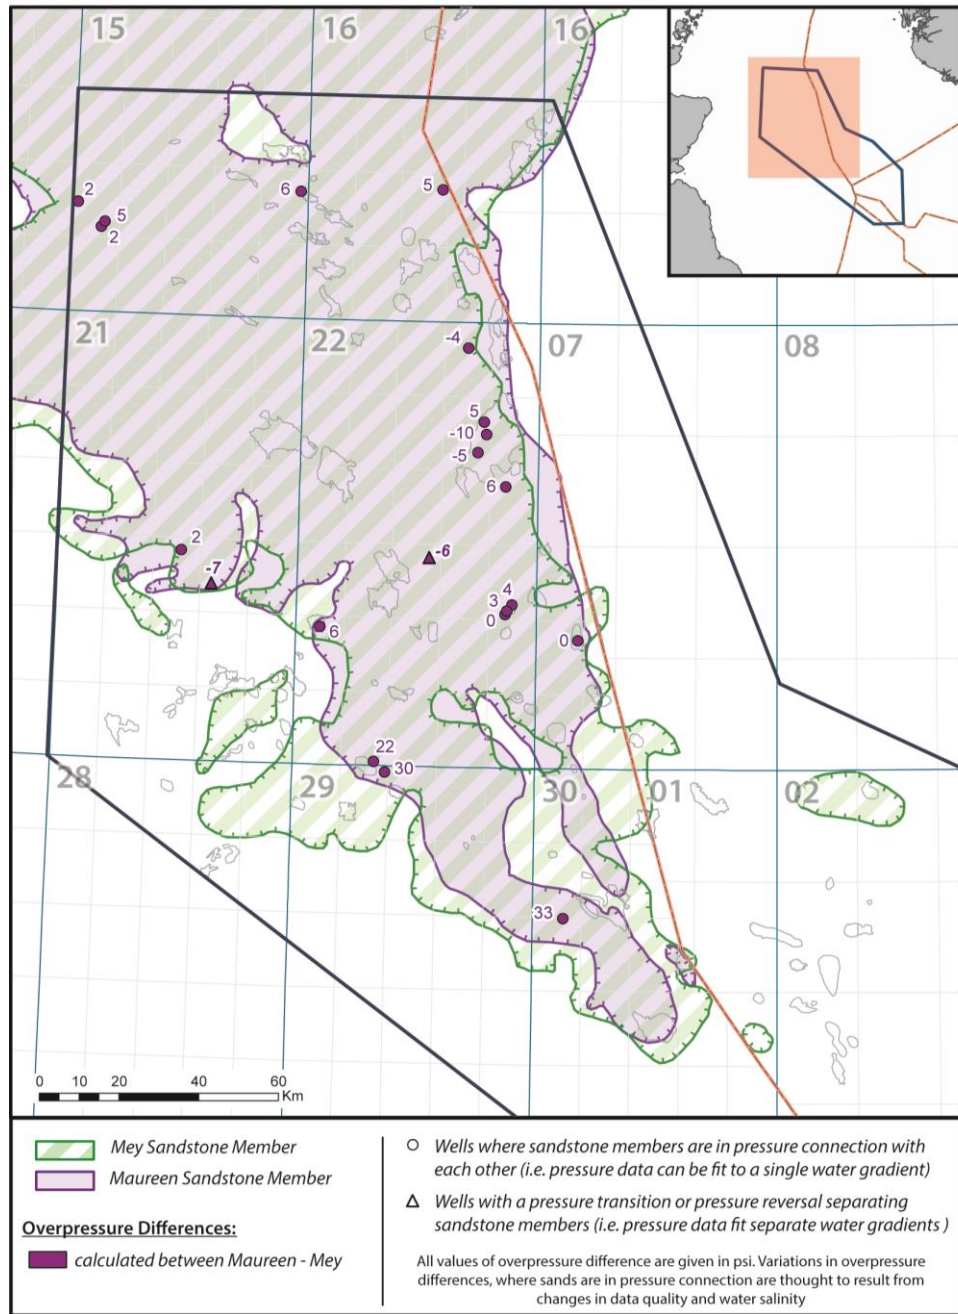 15
16
16
2
5
2
6
5
21
22
07
08
-4
5
-10
-5
6
2
-7
-6
4
3
0
6
0
22
30
28
29
30
01
02
33
0 10 20 40 60
Km
Mey Sandstone Member
Maureen Sandstone Member
Overpressure Differences:
calculated between Maureen - Mey
Wells where sandstone members are in pressure connection with
each other (i.e. pressure data can be fit to a single water gradient)
Wells with a pressure transition or pressure reversal separating
sandstone members (i.e. pressure data fit separate water gradients )
All values of overpressure difference are given in psi. Variations in overpressure
differences, where sands are in pressure connection are thought to result from
changes in data quality and water salinity